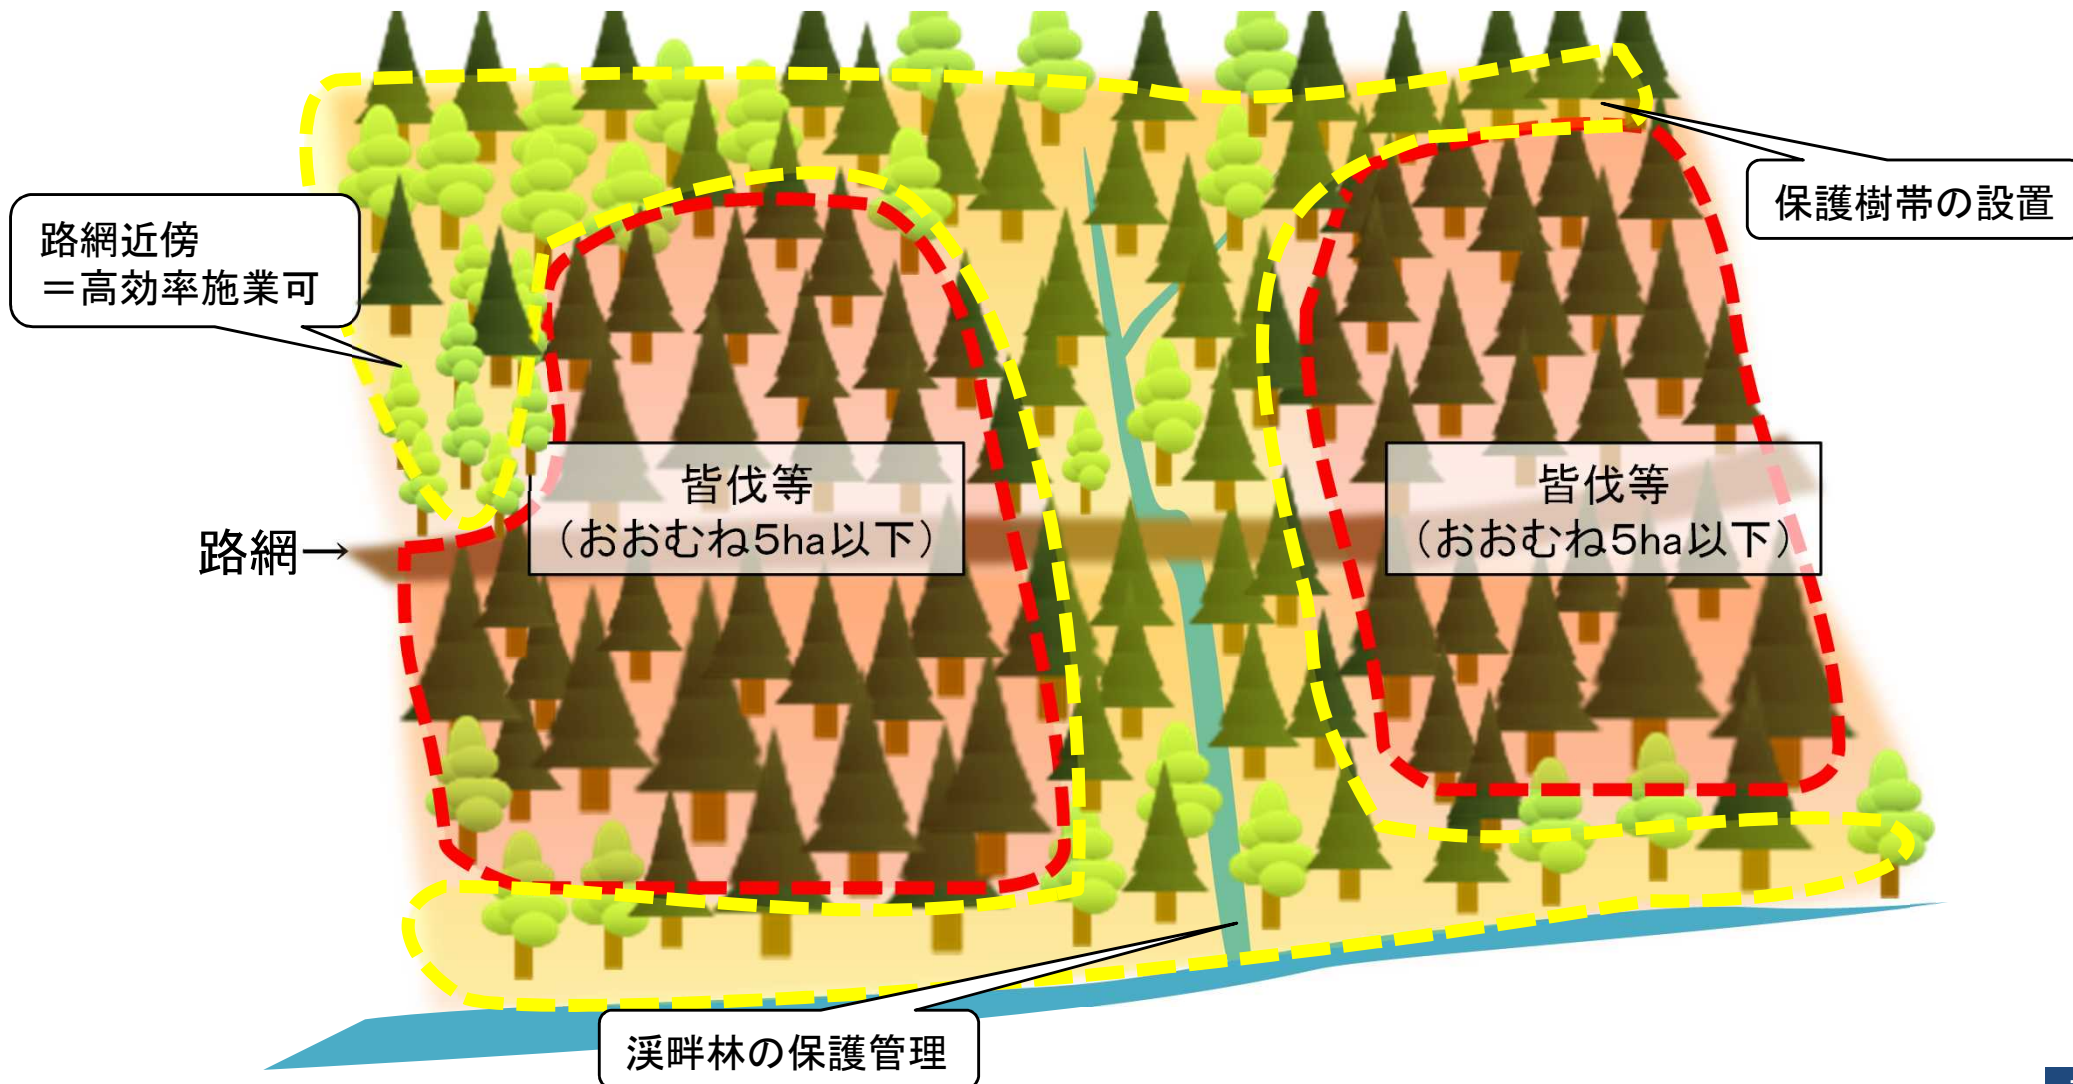 保護樹帯の設置
路網近傍
＝高効率施業可
皆伐等
（おおむね5ha以下）
皆伐等
（おおむね5ha以下）
路網→
渓畔林の保護管理